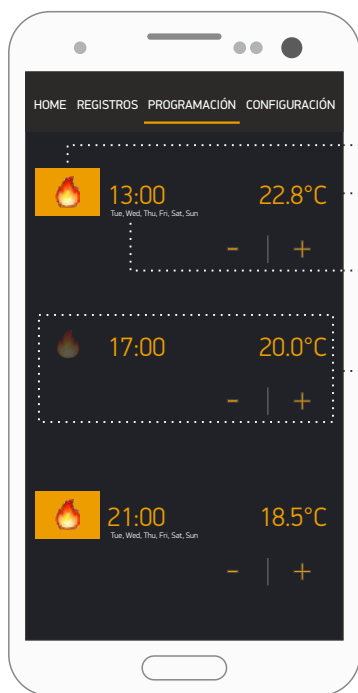 HOME REGISTROS PROGRAMACIÓN CONFIGURACIÓN
13:00 22.8°C
Tue, Wed, Thu, Fri, Sat, Sun
- +
17:00 20.0°C
- +
21:00 18.5°C
Tue, Wed, Thu, Fri, Sat, Sun
- +